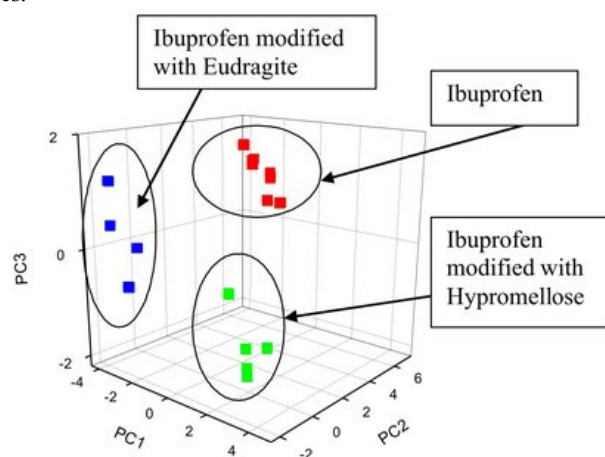 es.
Ibuprofen modified
with Eudragite
Ibuprofen
Ibuprofen
modified with
Hypromellose
2
0
-2
PC3
-4
-2
0
2
4
PC1
-2
0
2
4
6
PC2